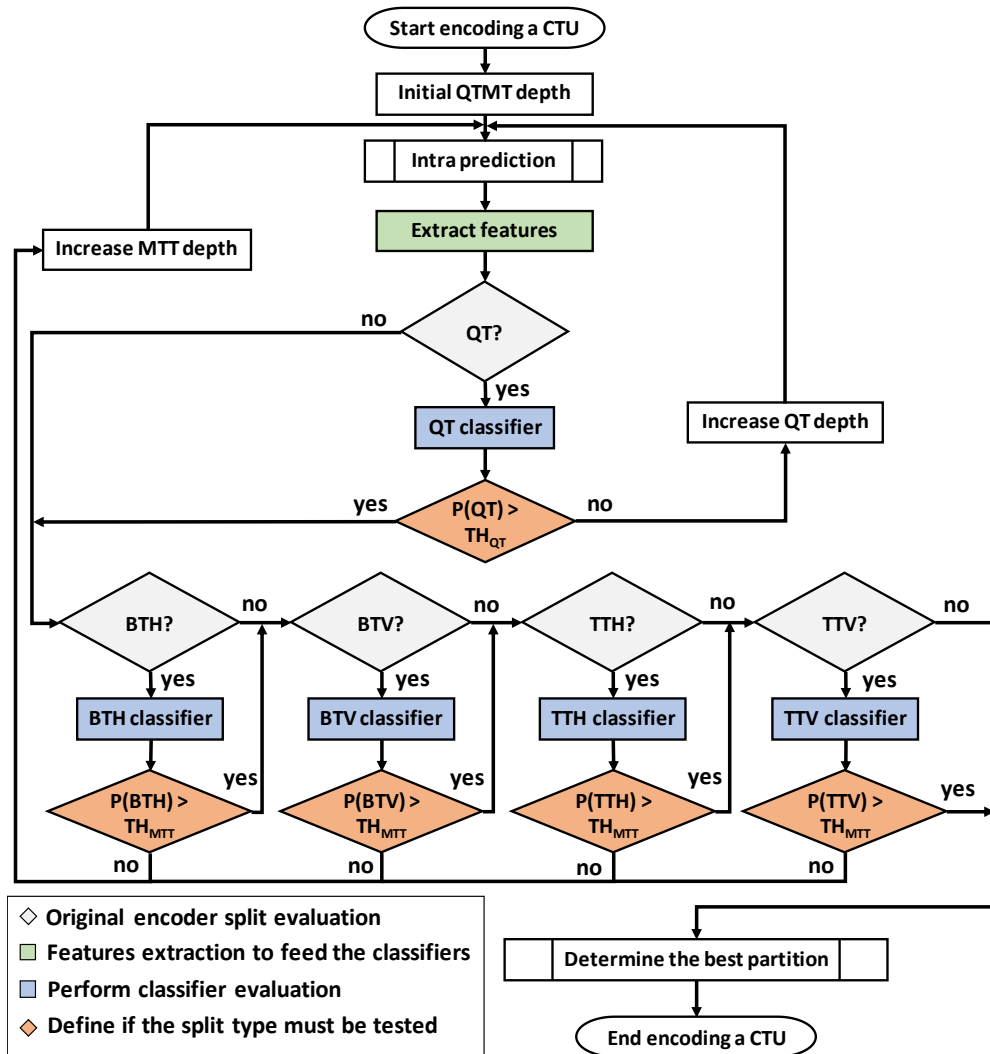 Start encoding a CTU
Initial QTMT depth
Intra prediction
Increase MTT depth
Extract features
no
QT?
yes
QT classifier
Increase QT depth
yes
P(QT) >
no
TH_QT
BTH?
no
BTV?
no
TTH?
no
TTV?
no
yes
yes
yes
yes
BTH classifier
BTV classifier
TTH classifier
TTV classifier
yes
yes
yes
yes
P(BTH) >
P(BTV) >
P(TTH) >
P(TTV) >
TH_MTT
TH_MTT
TH_MTT
TH_MTT
no
no
no
no
Original encoder split evaluation
Features extraction to feed the classifiers
Perform classifier evaluation
Define if the split type must be tested
Determine the best partition
End encoding a CTU